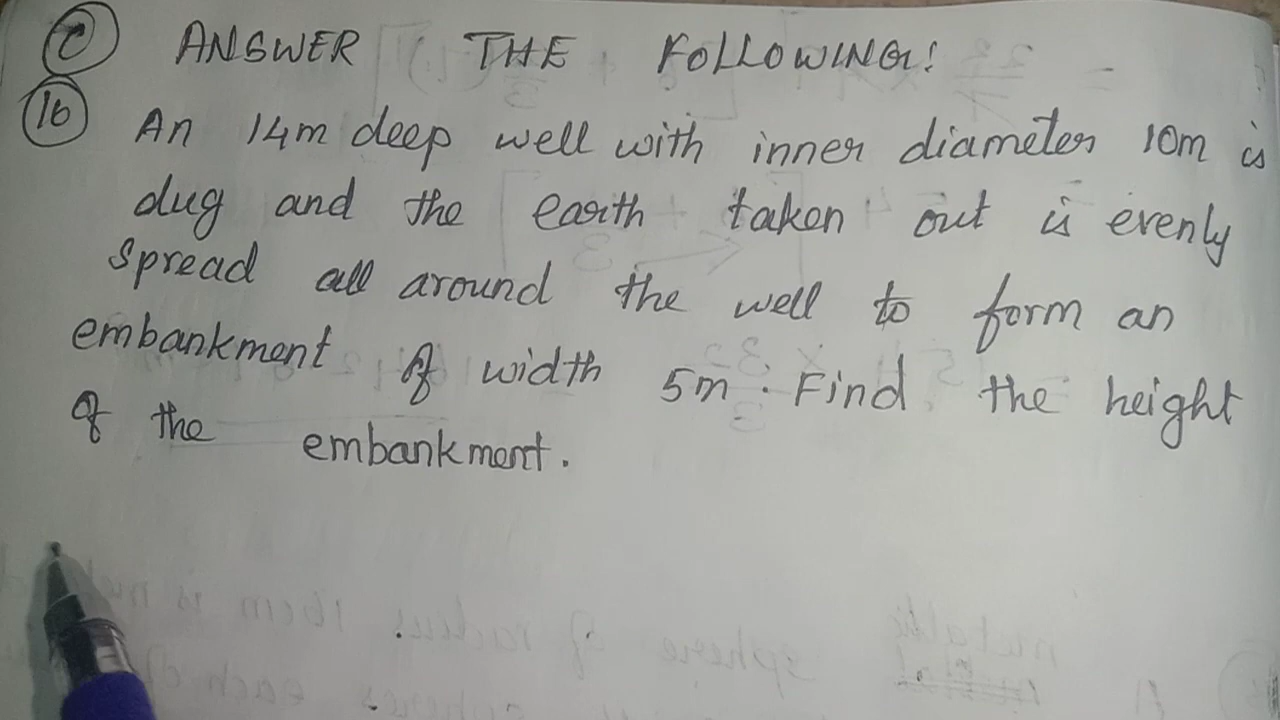 C ANSWER THE FOLLOWING!
16 An 14m deep well with inner diameter 10m is
dug and the earth taken out is evenly
spread all around the well to form an
embankment of width 5m. Find the height
of the embankment.